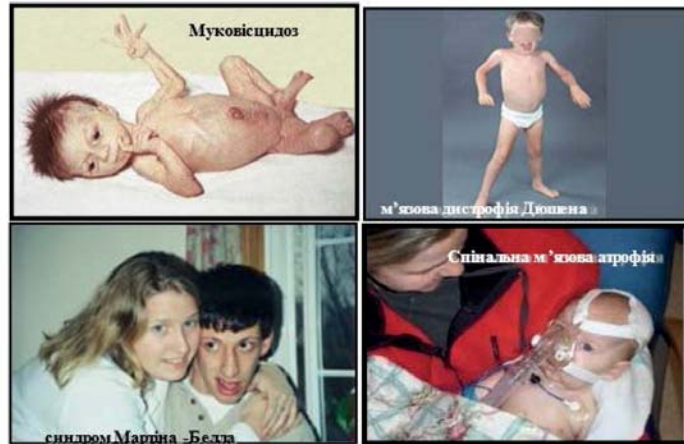 Муковісцидоз
м’язова дистрофія Дюшена
синдром Мартіна -Белла
Спінальна м’язова атрофія